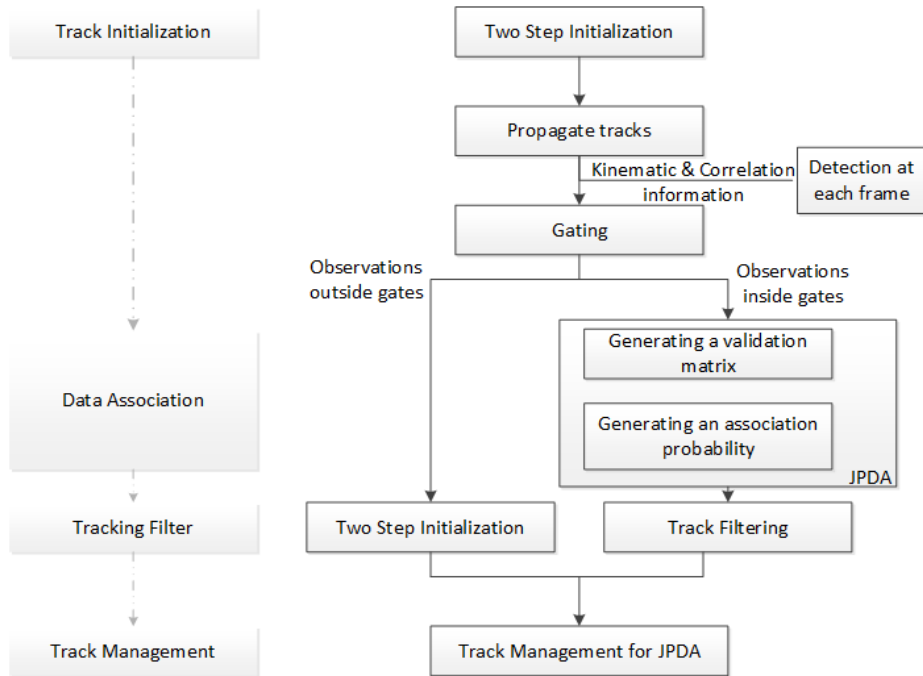 Track Initialization
Two Step Initialization
Propagate tracks
Kinematic & Correlation
information
Detection at
each frame
Gating
Observations
outside gates
Observations
inside gates
Generating a validation
matrix
Data Association
Generating an association
probability
JPDA
Tracking Filter
Two Step Initialization
Track Filtering
Track Management
Track Management for JPDA